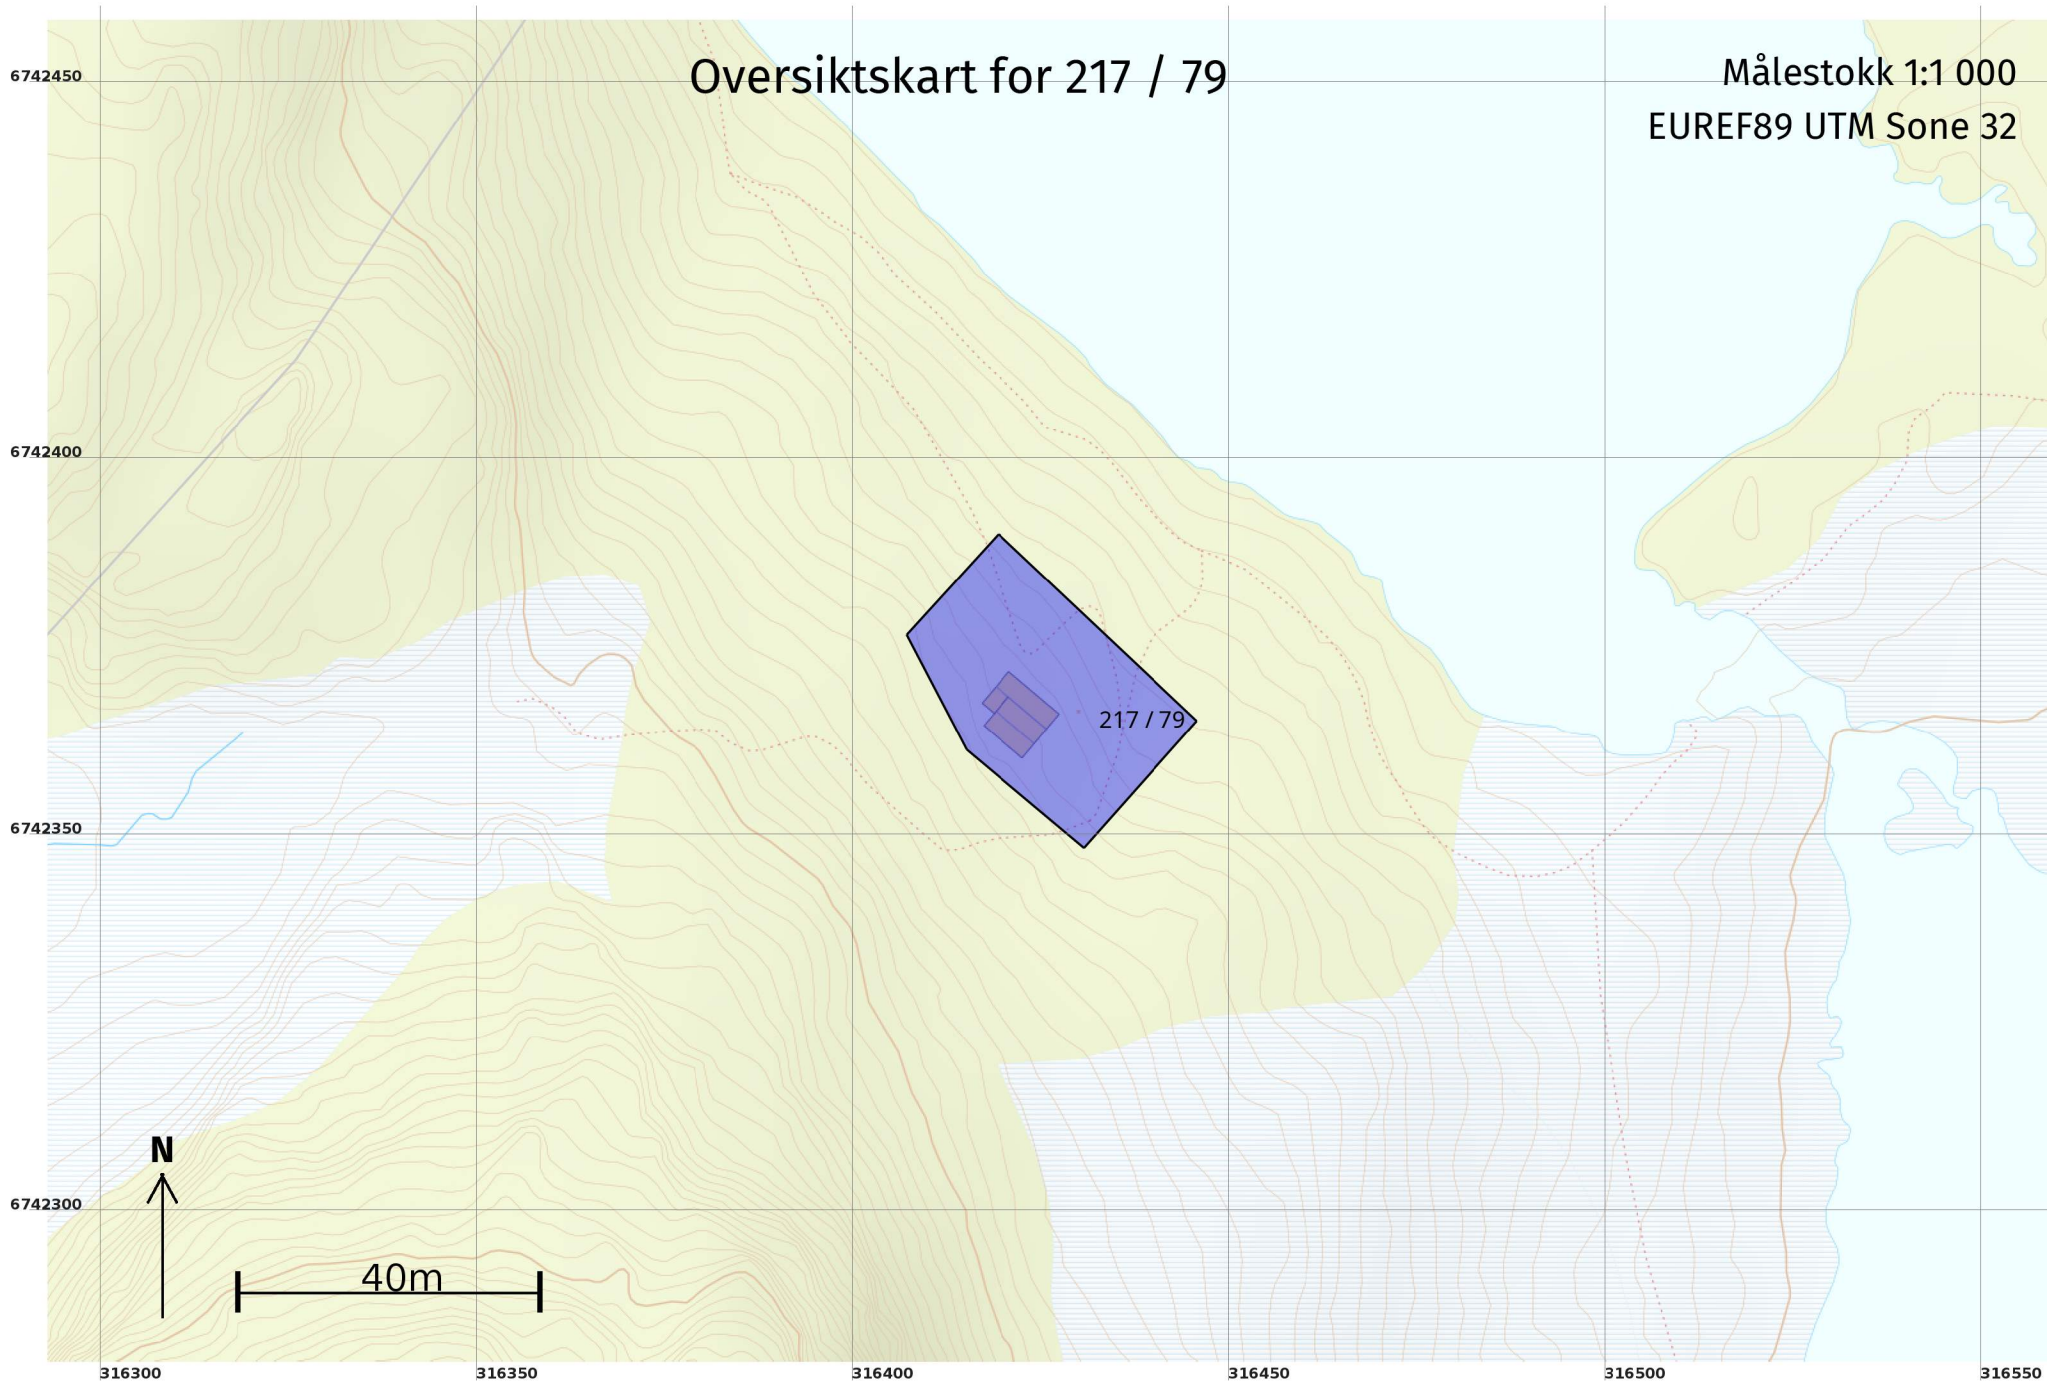 Oversiktskart for 217 / 79
Målestokk 1:1 000
EUREF89 UTM Sone 32
6742450
6742400
217 / 79
6742350
N
6742300
40m
316300
316350
316400
316450
316500
316550